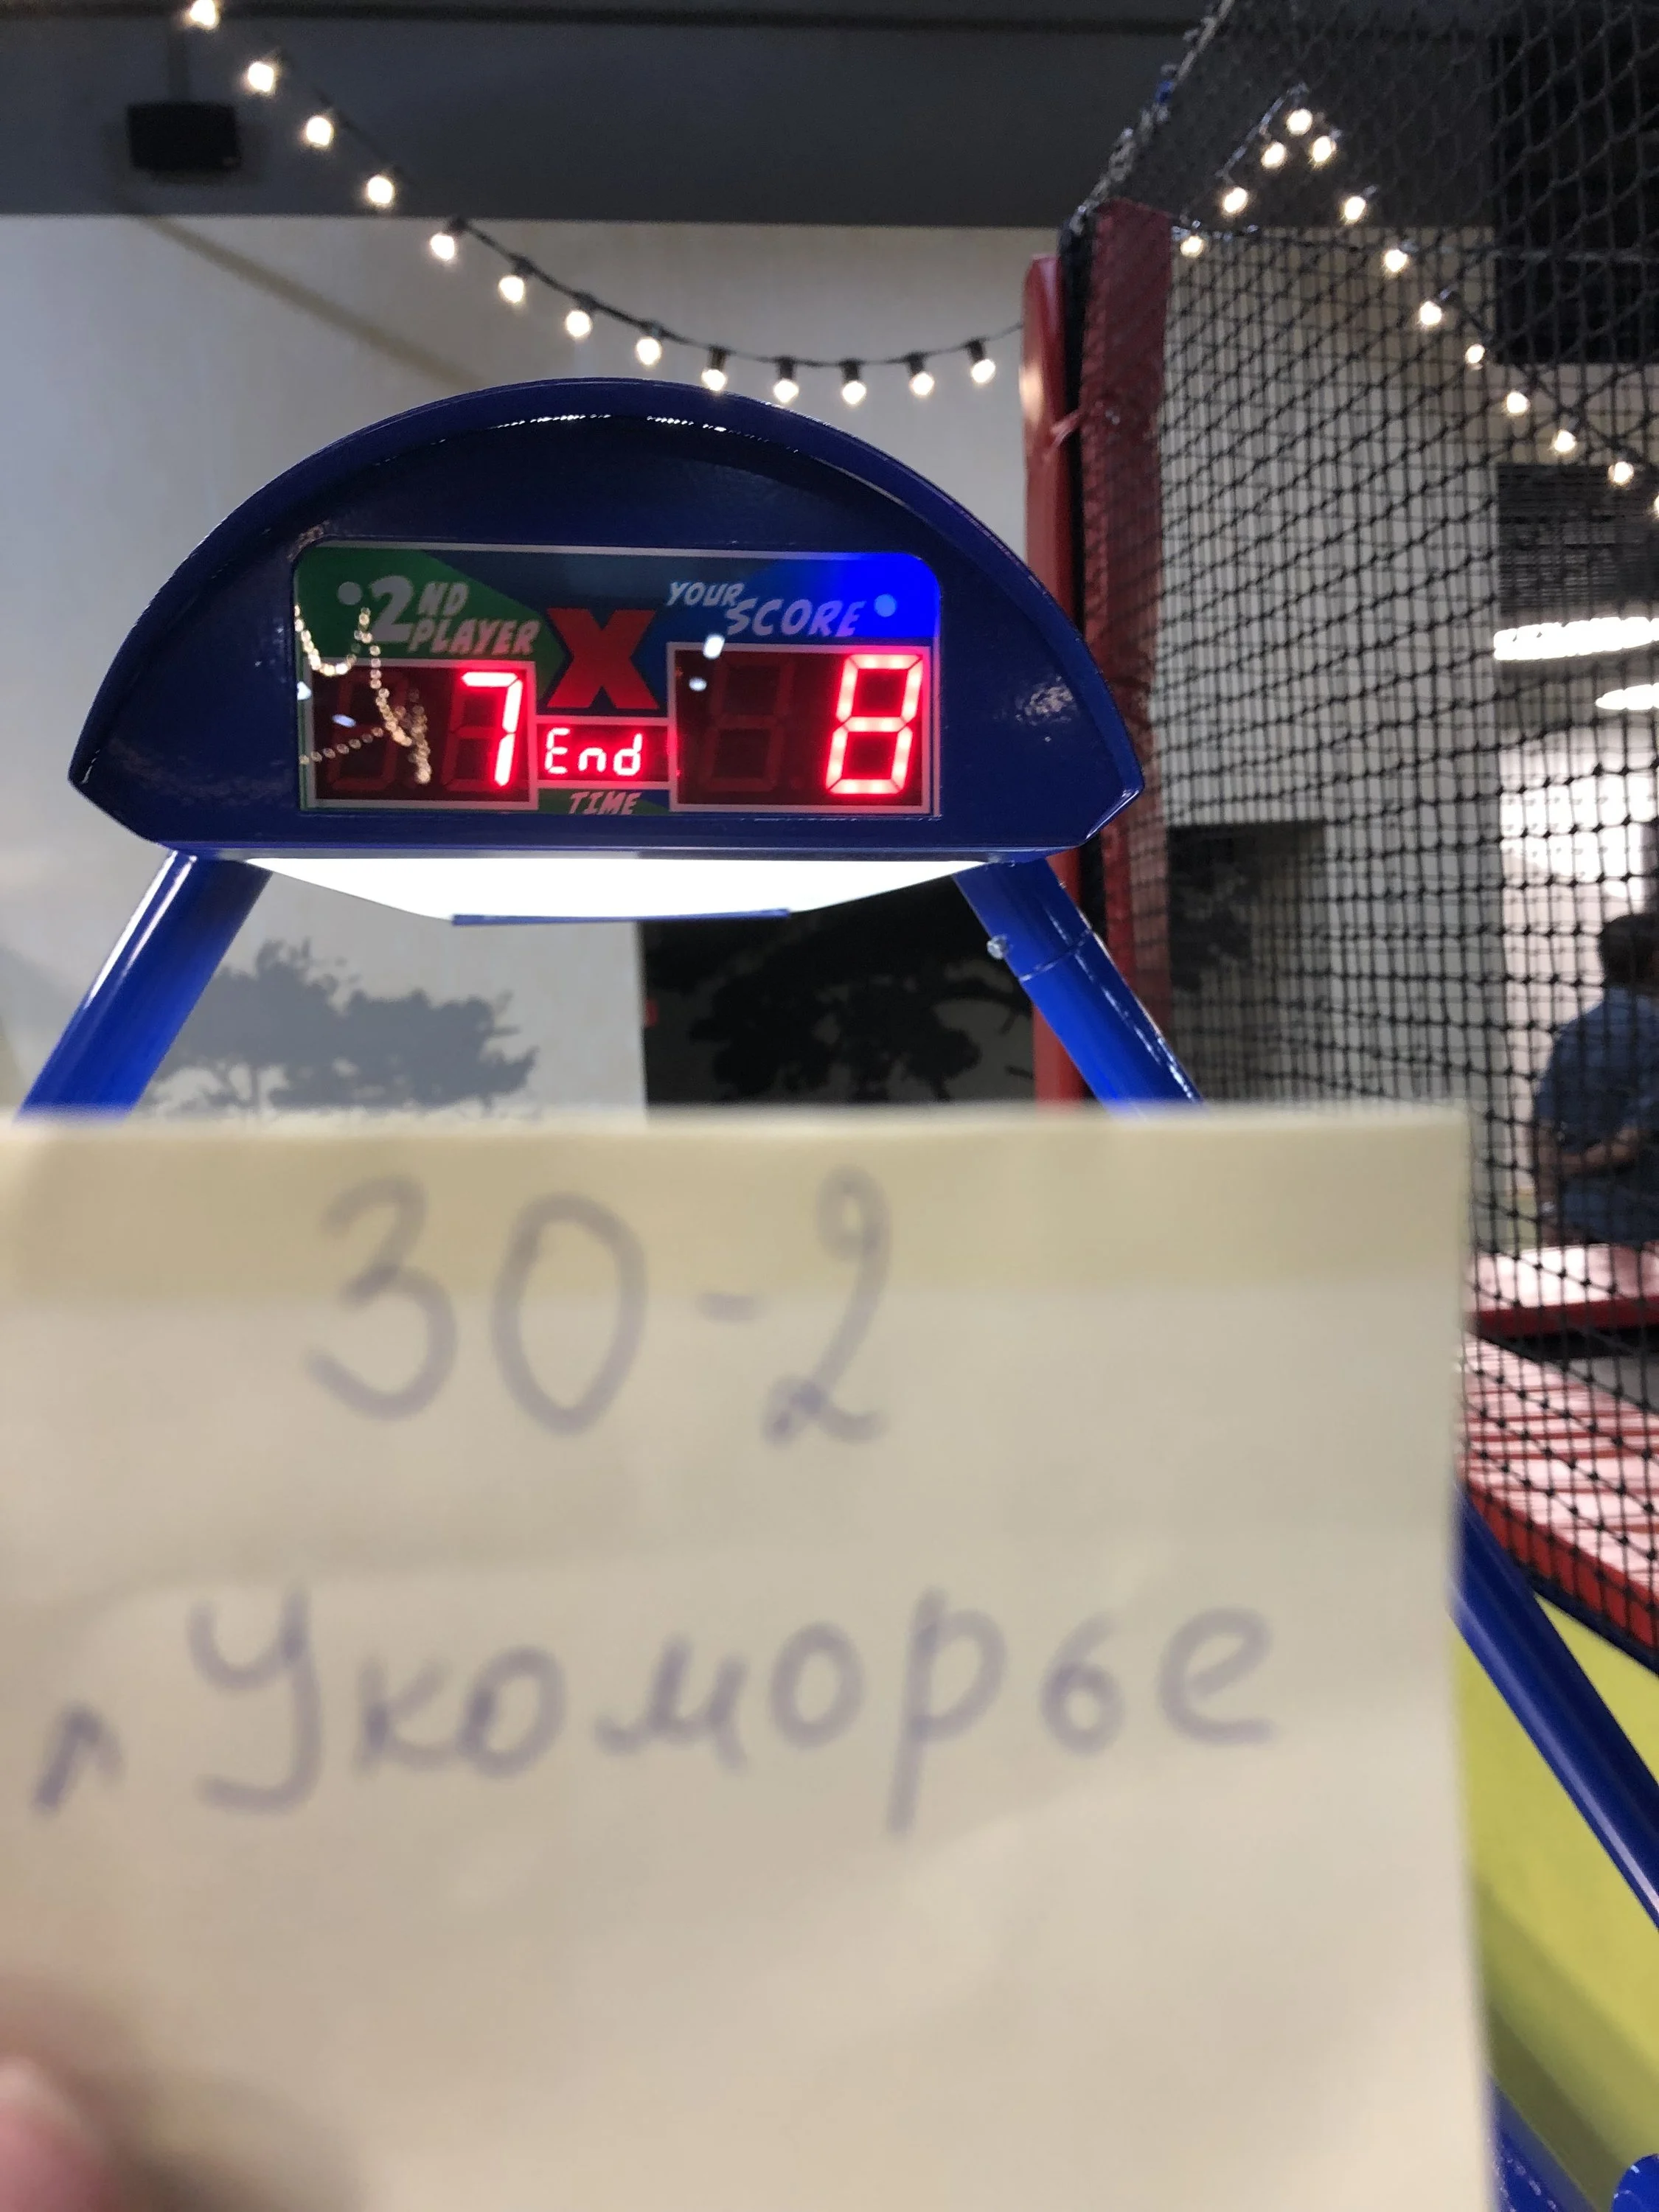 2ND PLAYER
X
YOUR SCORE
7
End
8
TIME
30-2
"Укоморье